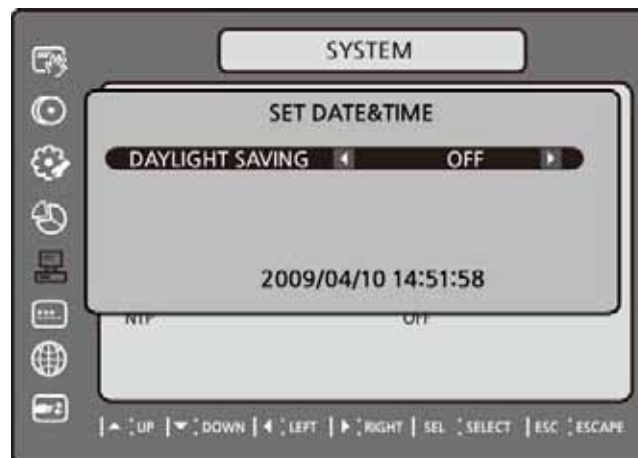 SYSTEM
SET DATE&TIME
DAYLIGHT SAVING OFF
2009/04/10 14:51:58
NTP OFF
UP DOWN LEFT RIGHT SEL SELECT ESC ESCAPE